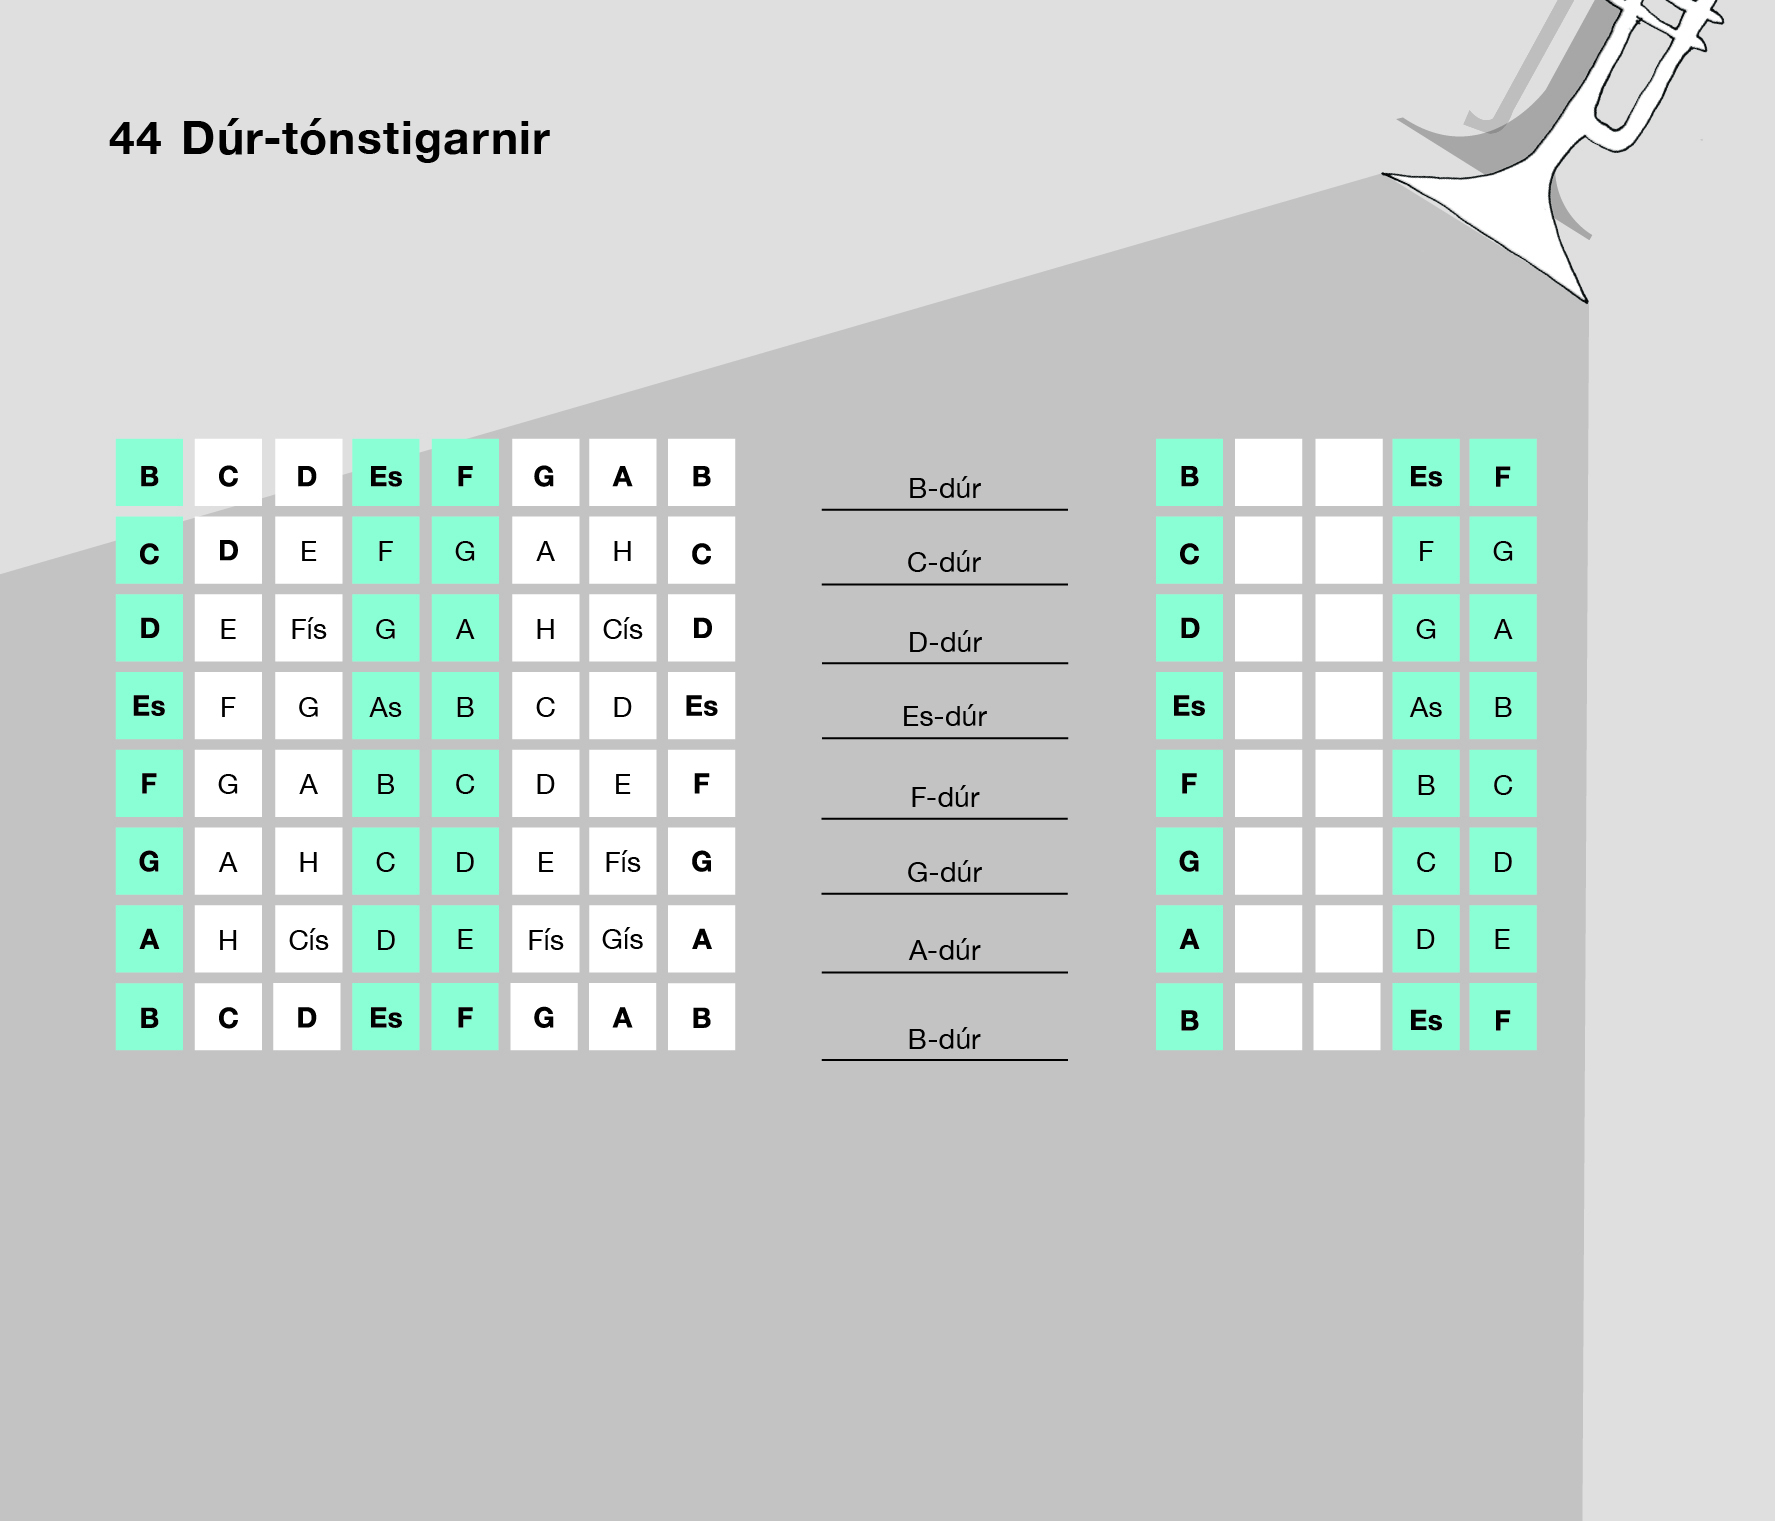 44 Dúr-tónstigarnir
B C D Es F G A B B-dúr B Es F
C D E F G A H C C-dúr C F G
D E Fís G A H Cís D D-dúr D G A
Es F G As B C D Es Es-dúr Es As B
F G A B C D E F F-dúr F B C
G A H C D E Fís G G-dúr G C D
A H Cís D E Fís Gís A A-dúr A D E
B C D Es F G A B B-dúr B Es F